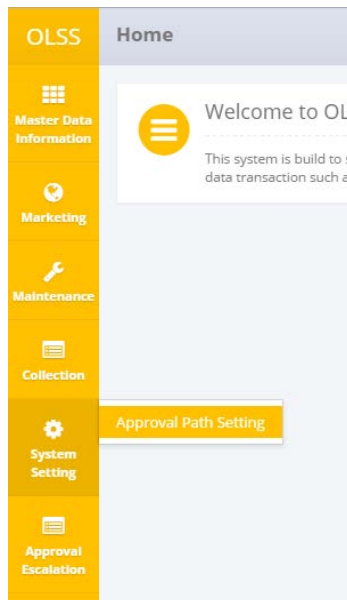 OLSS
Home
Master Data
Information
Welcome to OL
This system is build to
data transaction such a
Marketing
Maintenance
Collection
System
Setting
Approval Path Setting
Approval
Escalation